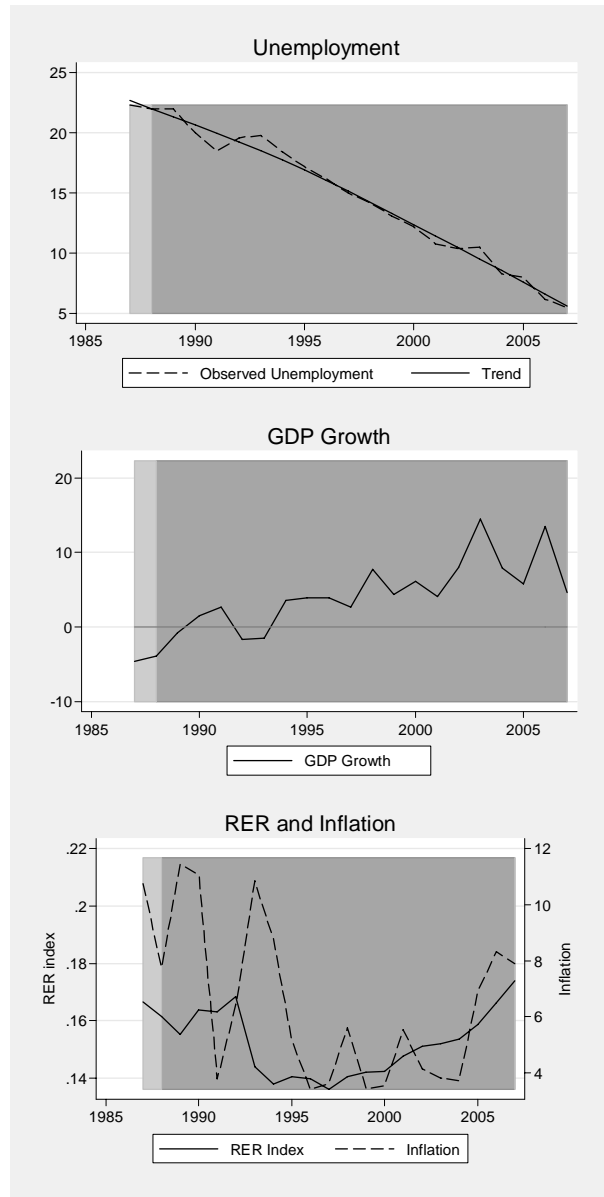 Unemployment
25
20
15
10
5
1985 1990 1995 2000 2005
Observed Unemployment Trend
GDP Growth
20
10
0
-10
1985 1990 1995 2000 2005
GDP Growth
RER and Inflation
.22
.2
.18
.16
.14
RER index
12
10
8
6
4
Inflation
1985 1990 1995 2000 2005
RER Index Inflation